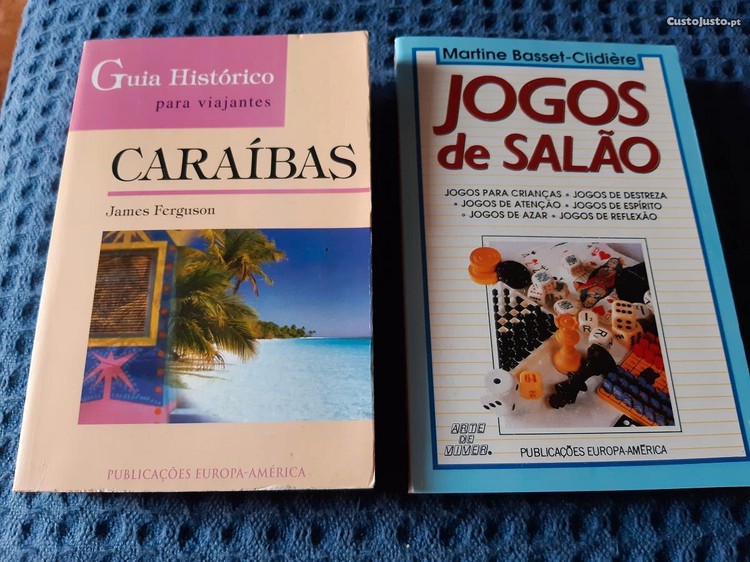 CustoJusto.pt
Guia Histórico
para viajantes
CARAÍBAS
James Ferguson
PUBLICAÇÕES EUROPA-AMÉRICA
Martine Basset-Clidière
JOGOS
de SALÃO
JOGOS PARA CRIANÇAS • JOGOS DE DESTREZA
• JOGOS DE ATENÇÃO • JOGOS DE ESPÍRITO
• JOGOS DE AZAR • JOGOS DE REFLEXÃO
ARTE
DE
VIVER.
PUBLICAÇÕES EUROPA-AMÉRICA